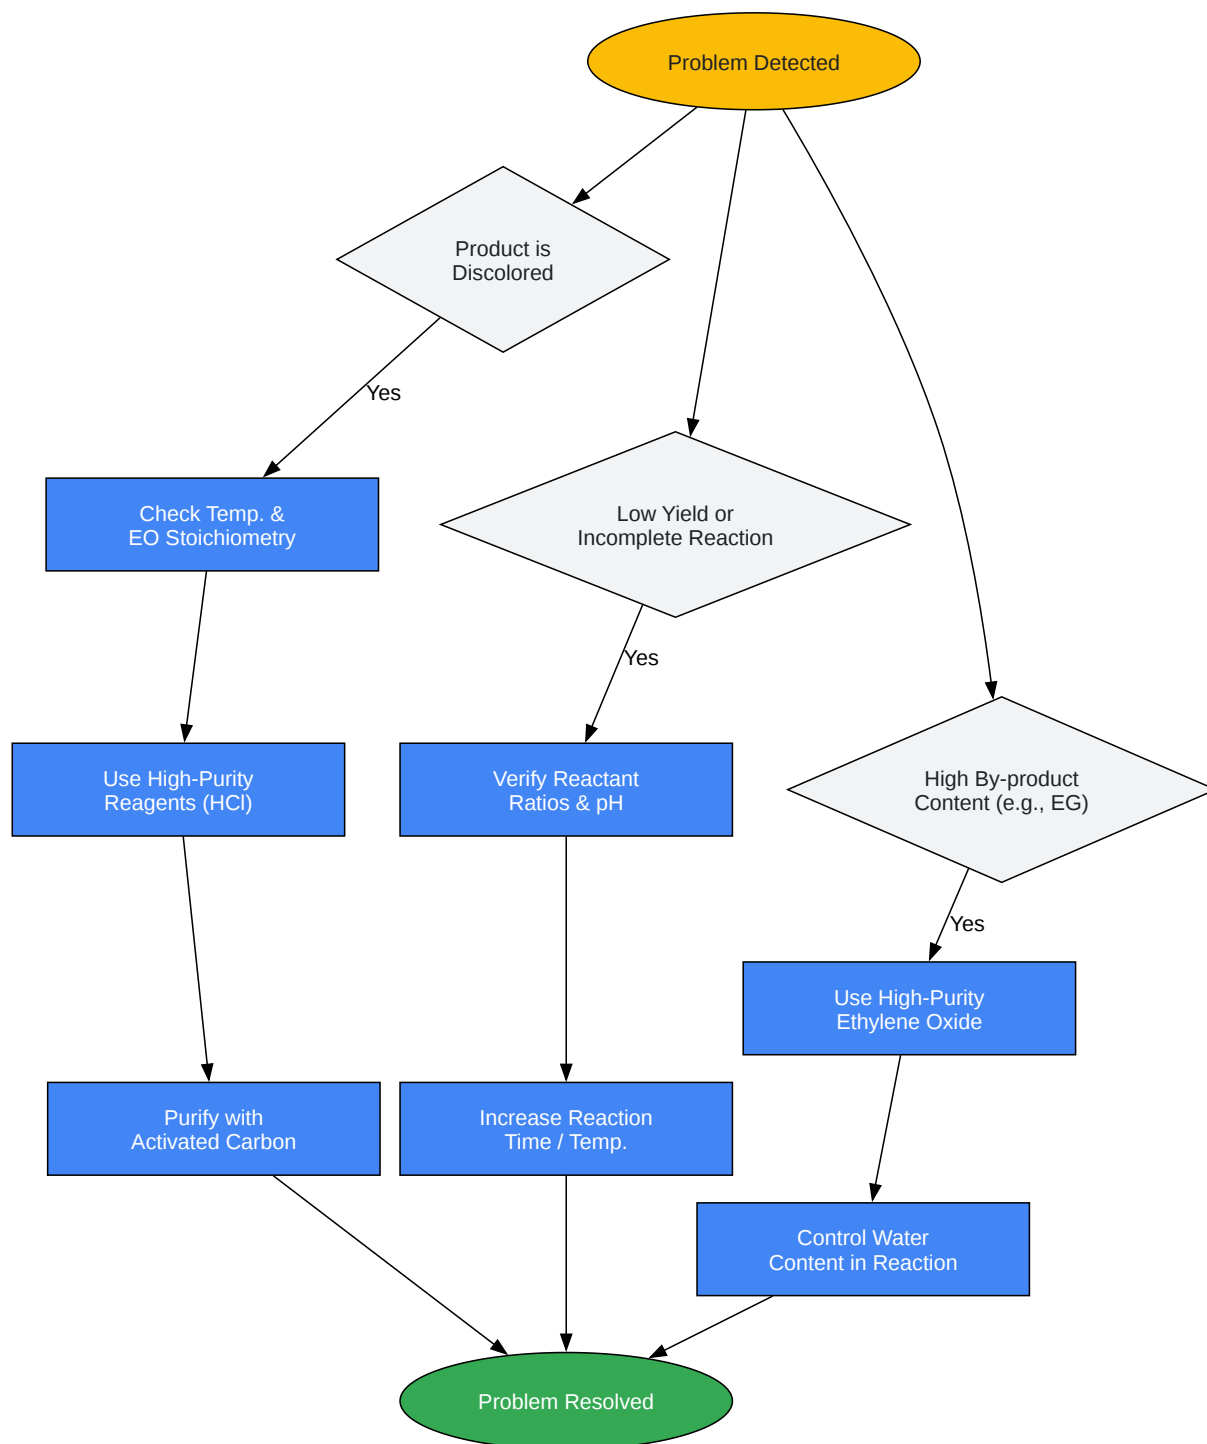 Problem Detected
Product is
Discolored
Yes
Check Temp. &
EO Stoichiometry
Low Yield or
Incomplete Reaction
Yes
Use High-Purity
Reagents (HCl)
Verify Reactant
Ratios & pH
High By-product
Content (e.g., EG)
Yes
Use High-Purity
Ethylene Oxide
Purify with
Activated Carbon
Increase Reaction
Time / Temp.
Control Water
Content in Reaction
Problem Resolved